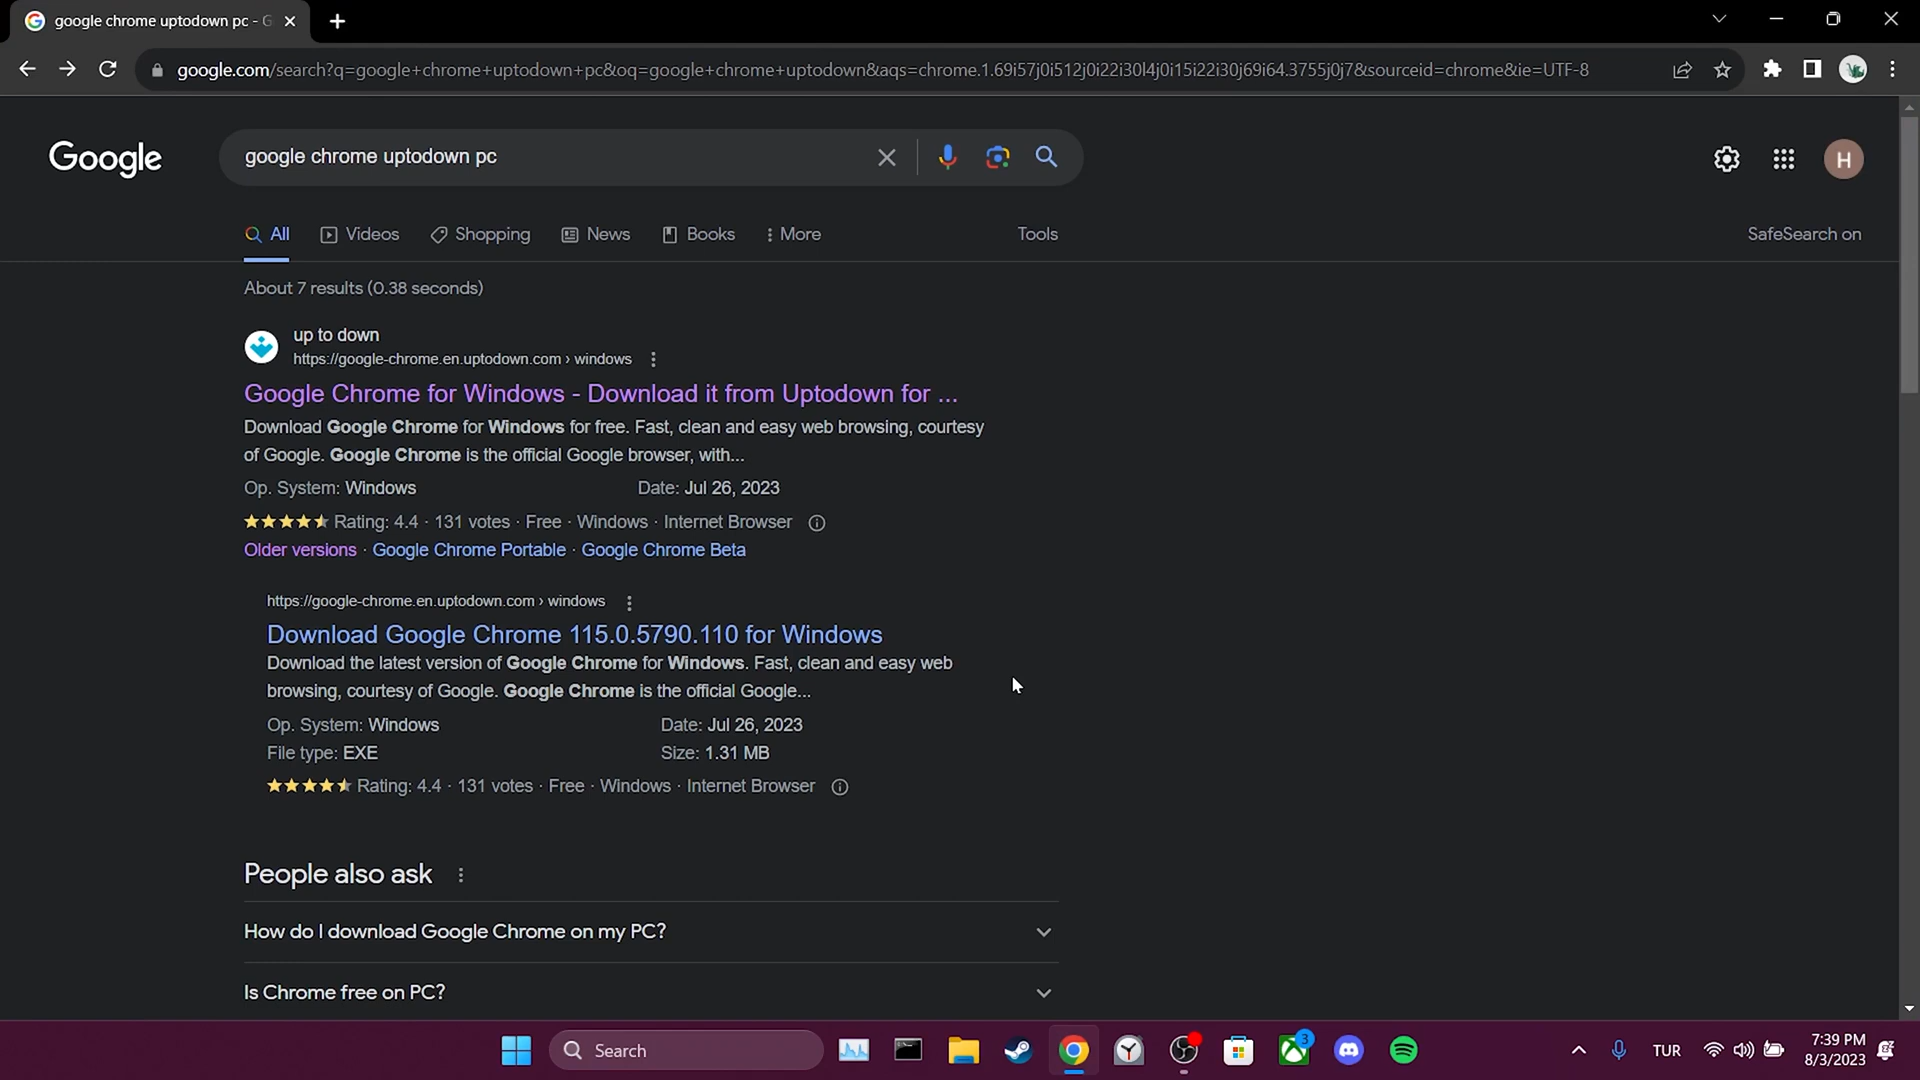 google chrome uptodown pc - G
google.com/search?q=google+chrome+uptodown+pc&oq=google+chrome+uptodown&aqs=chrome.1.69i57j0i512j0i22i30l4j0i15i22i30j69i64.3755j0j7&sourceid=chrome&ie=UTF-8
Google
google chrome uptodown pc
H
All
Videos
Shopping
News
Books
More
Tools
SafeSearch on
About 7 results (0.38 seconds)
up to down
https://google-chrome.en.uptodown.com › windows
Google Chrome for Windows - Download it from Uptodown for ...
Download Google Chrome for Windows for free. Fast, clean and easy web browsing, courtesy
of Google. Google Chrome is the official Google browser, with...
Op. System: Windows
Date: Jul 26, 2023
Rating: 4.4 · 131 votes · Free · Windows · Internet Browser
Older versions · Google Chrome Portable · Google Chrome Beta
https://google-chrome.en.uptodown.com › windows
Download Google Chrome 115.0.5790.110 for Windows
Download the latest version of Google Chrome for Windows. Fast, clean and easy web
browsing, courtesy of Google. Google Chrome is the official Google...
Op. System: Windows
Date: Jul 26, 2023
File type: EXE
Size: 1.31 MB
Rating: 4.4 · 131 votes · Free · Windows · Internet Browser
People also ask
How do I download Google Chrome on my PC?
Is Chrome free on PC?
Search
3
TUR
7:39 PM
8/3/2023